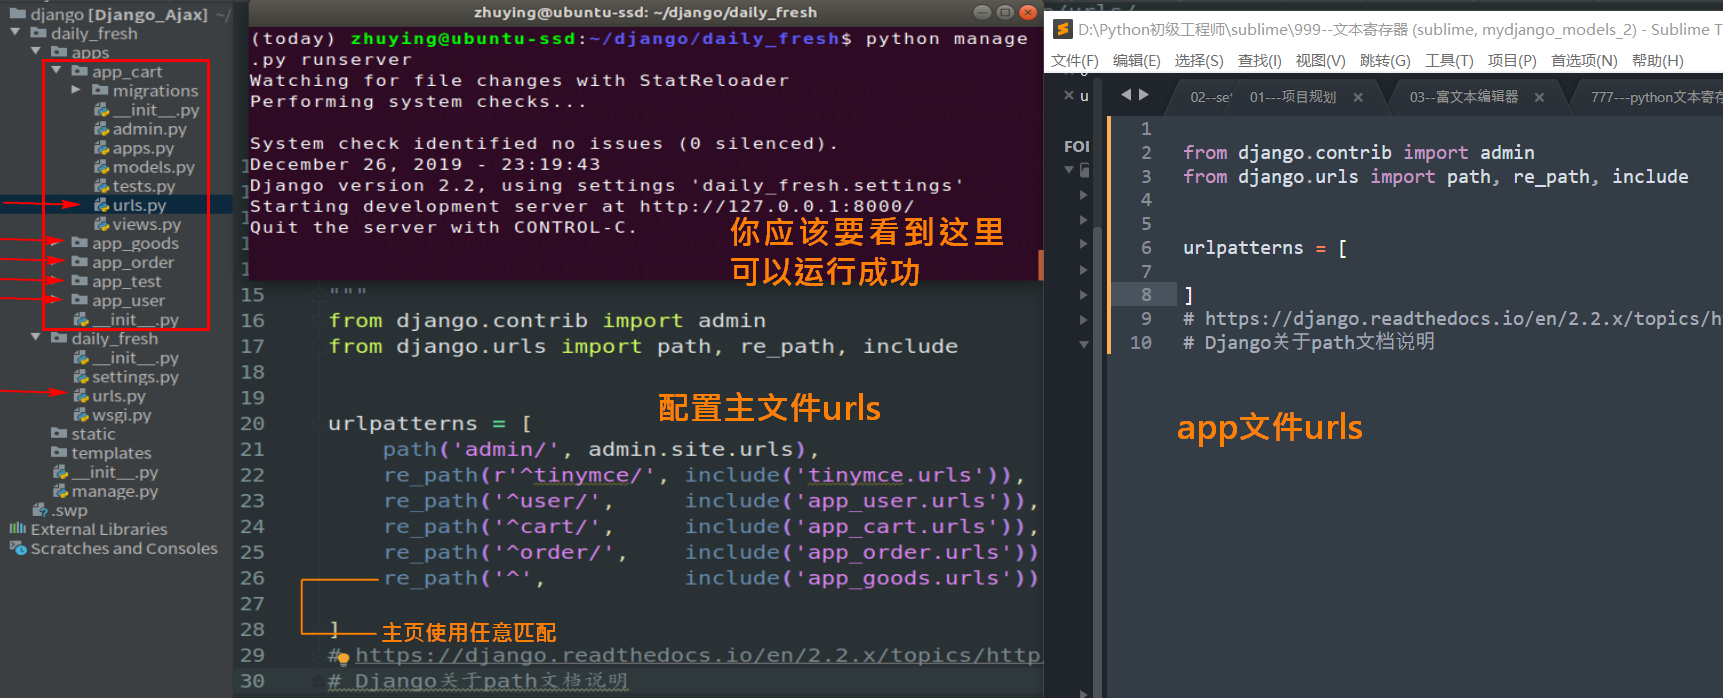 django [Django_Ajax] ~/
daily_fresh
apps
app_cart
migrations
__init__.py
admin.py
apps.py
models.py
tests.py
urls.py
views.py
app_goods
app_order
app_test
app_user
__init__.py
daily_fresh
__init__.py
settings.py
urls.py
wsgi.py
static
templates
__init__.py
manage.py
.swp
External Libraries
Scratches and Consoles
zhuying@ubuntu-ssd: ~/django/daily_fresh
(today) zhuying@ubuntu-ssd:~/django/daily_fresh$ python manage
.py runserver
Watching for file changes with StatReloader
Performing system checks...
System check identified no issues (0 silenced).
December 26, 2019 - 23:19:43
Django version 2.2, using settings 'daily_fresh.settings'
Starting development server at http://127.0.0.1:8000/
Quit the server with CONTROL-C.
你应该要看到这里
可以运行成功
15 """
16 from django.contrib import admin
17 from django.urls import path, re_path, include
18
19
配置主文件urls
20 urlpatterns = [
21 path('admin/', admin.site.urls),
22 re_path(r'^tinymce/', include('tinymce.urls')),
23 re_path('^user/', include('app_user.urls')),
24 re_path('^cart/', include('app_cart.urls')),
25 re_path('^order/', include('app_order.urls'))
26 re_path('^', include('app_goods.urls'))
27
28 ]
主页使用任意匹配
29 # https://django.readthedocs.io/en/2.2.x/topics/http
30 # Django关于path文档说明
D:\Python初级工程师\sublime\999--文本寄存器 (sublime, mydjango_models_2) - Sublime T
文件(F) 编辑(E) 选择(S) 查找(I) 视图(V) 跳转(G) 工具(T) 项目(P) 首选项(N) 帮助(H)
u
02--se 01---项目规划 03--富文本编辑器 777---python文本寄存
FOL
1
2 from django.contrib import admin
3 from django.urls import path, re_path, include
4
5
6 urlpatterns = [
7
8 ]
9 # https://django.readthedocs.io/en/2.2.x/topics/h
10 # Django关于path文档说明
app文件urls